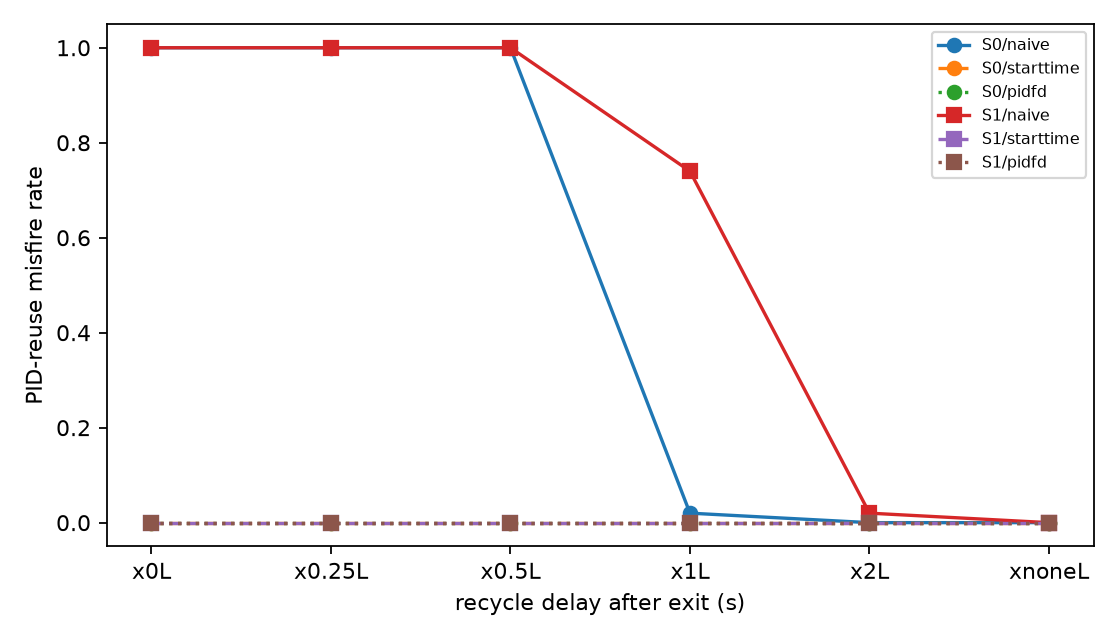 PID-reuse misfire rate
1.0
0.8
0.6
0.4
0.2
0.0
x0L
x0.25L
x0.5L
x1L
x2L
xnoneL
recycle delay after exit (s)
S0/naive
S0/starttime
S0/pidfd
S1/naive
S1/starttime
S1/pidfd